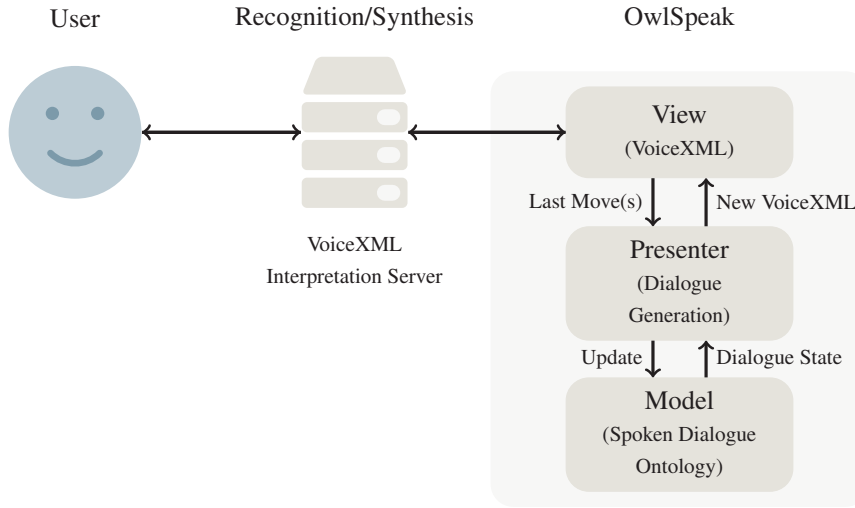 User
Recognition/Synthesis
OwlSpeak
View
(VoiceXML)
Last Move(s)
New VoiceXML
VoiceXML
Interpretation Server
Presenter
(Dialogue
Generation)
Update
Dialogue State
Model
(Spoken Dialogue
Ontology)